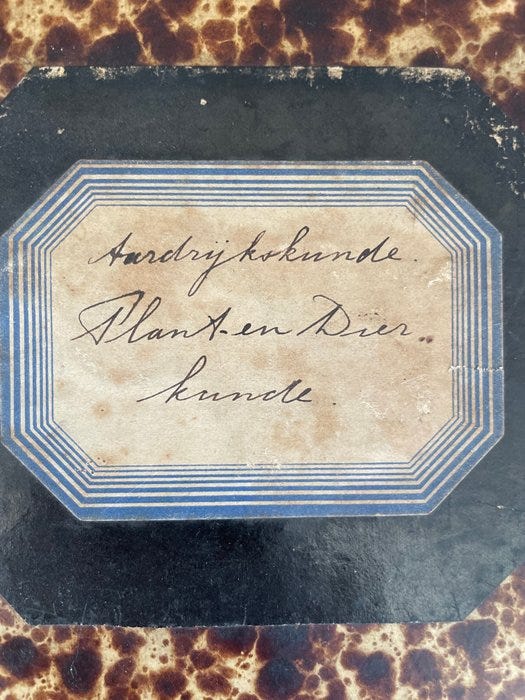 Aardrijkskunde.
Plant-en Dier-
kunde.